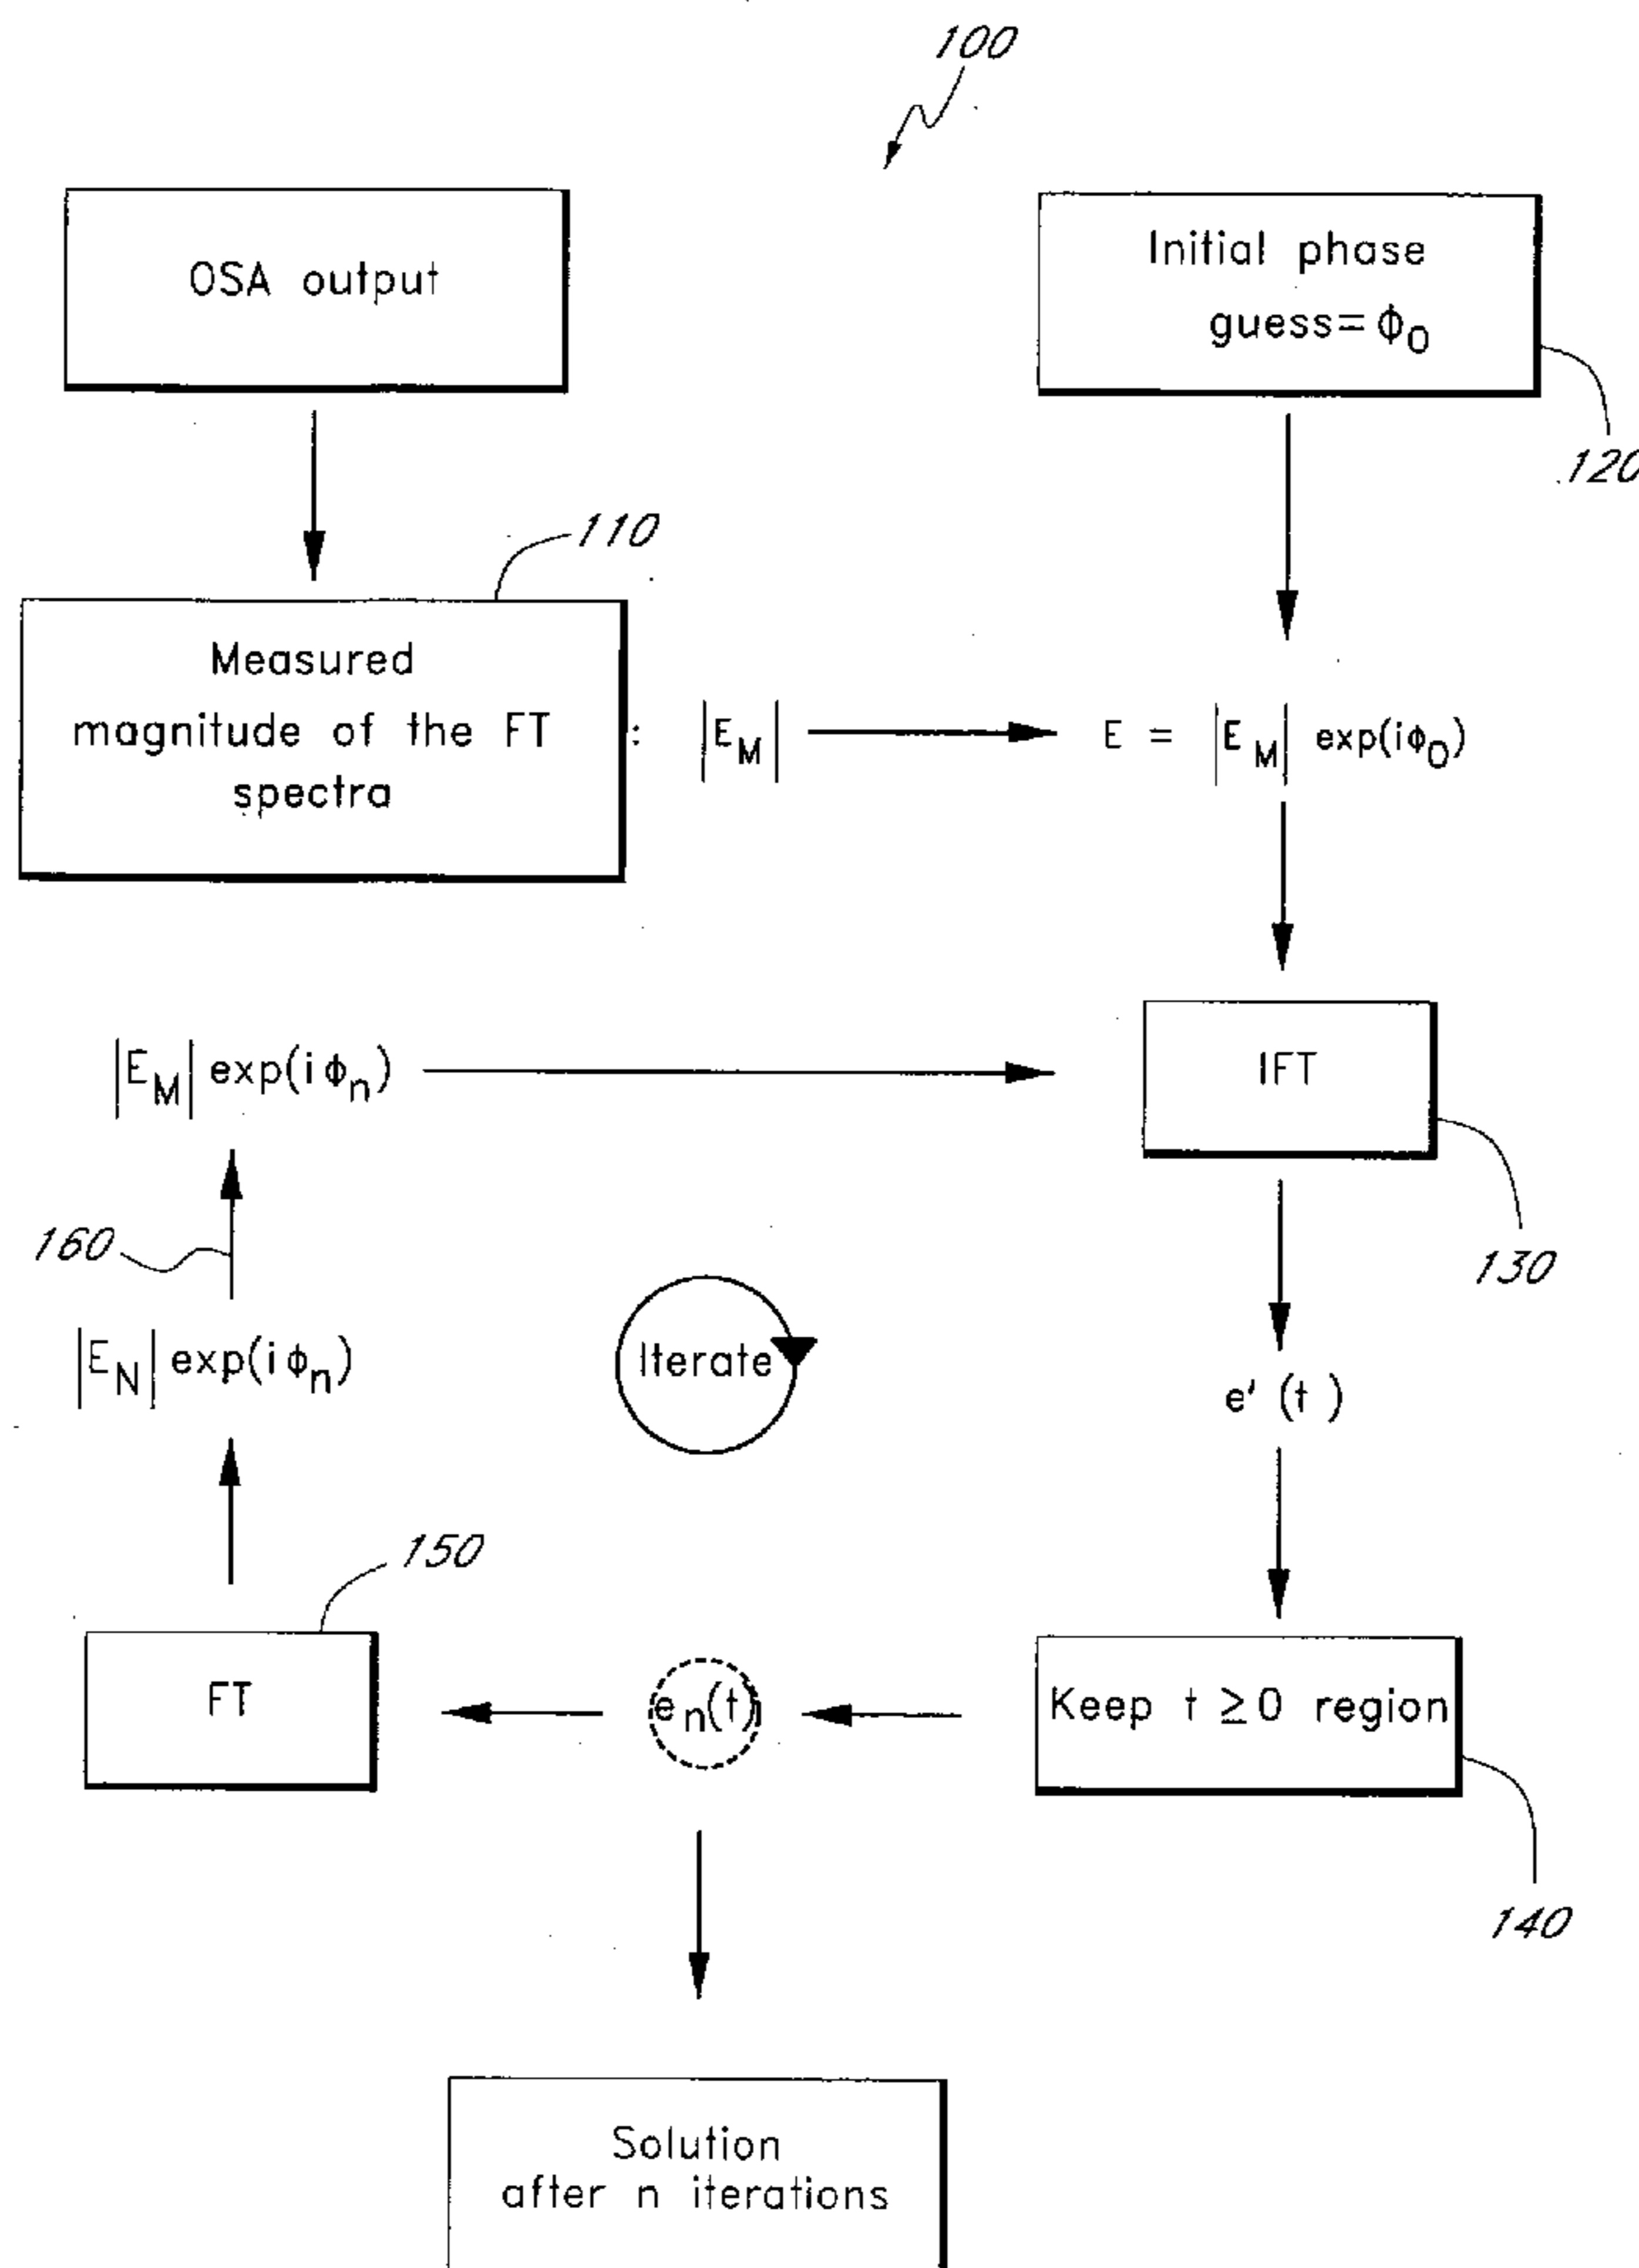 100
OSA output
Initial phase
guess=ϕ0
120
110
Measured
magnitude of the FT
spectra
: |EM|
E = |EM| exp(iϕ0)
|EM| exp(iϕn)
IFT
130
160
|EN| exp(iϕn)
Iterate
e' (t)
150
FT
en(t)
Keep t ≥0 region
140
Solution
after n iterations